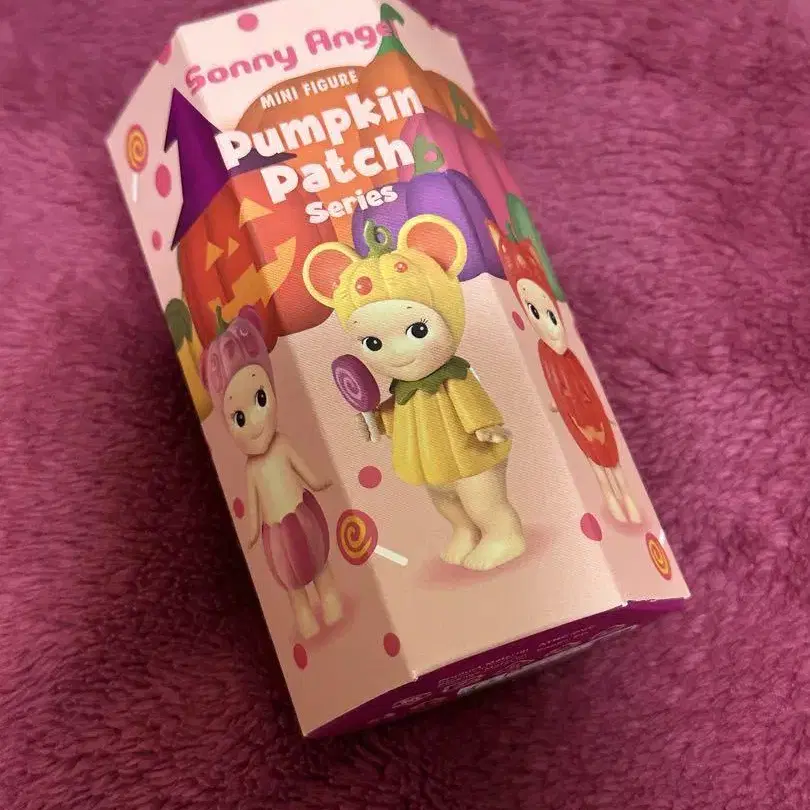 Sonny Ange
MINI FIGURE
Pumpkin
Patch
Series